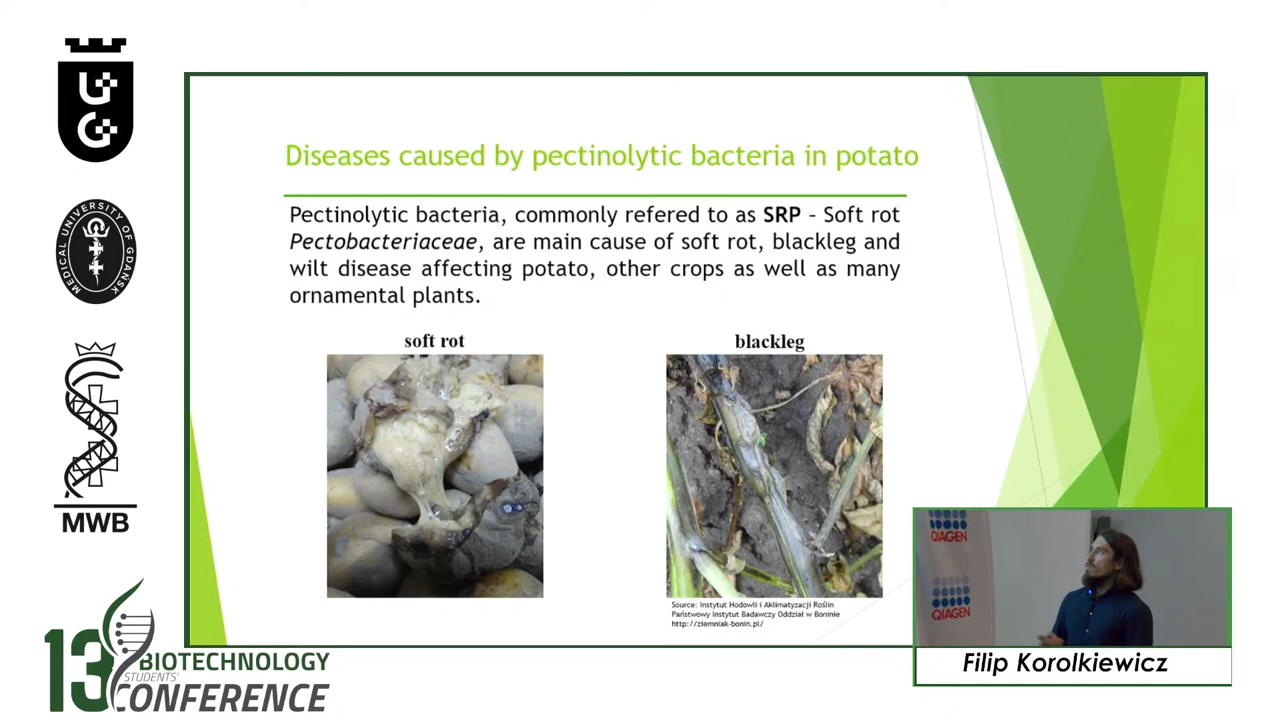 UG
MEDICAL UNIVERSITY OF GDANSK
MWB
13
BIOTECHNOLOGY
STUDENTS'
CONFERENCE
Diseases caused by pectinolytic bacteria in potato
Pectinolytic bacteria, commonly refered to as SRP – Soft rot
Pectobacteriaceae, are main cause of soft rot, blackleg and
wilt disease affecting potato, other crops as well as many
ornamental plants.
soft rot
blackleg
Source: Instytut Hodowli i Aklimatyzacji Roślin
Państwowy Instytut Badawczy Oddział w Boninie
http://ziemniak-bonin.pl/
QIAGEN
QIAGEN
Filip Korolkiewicz